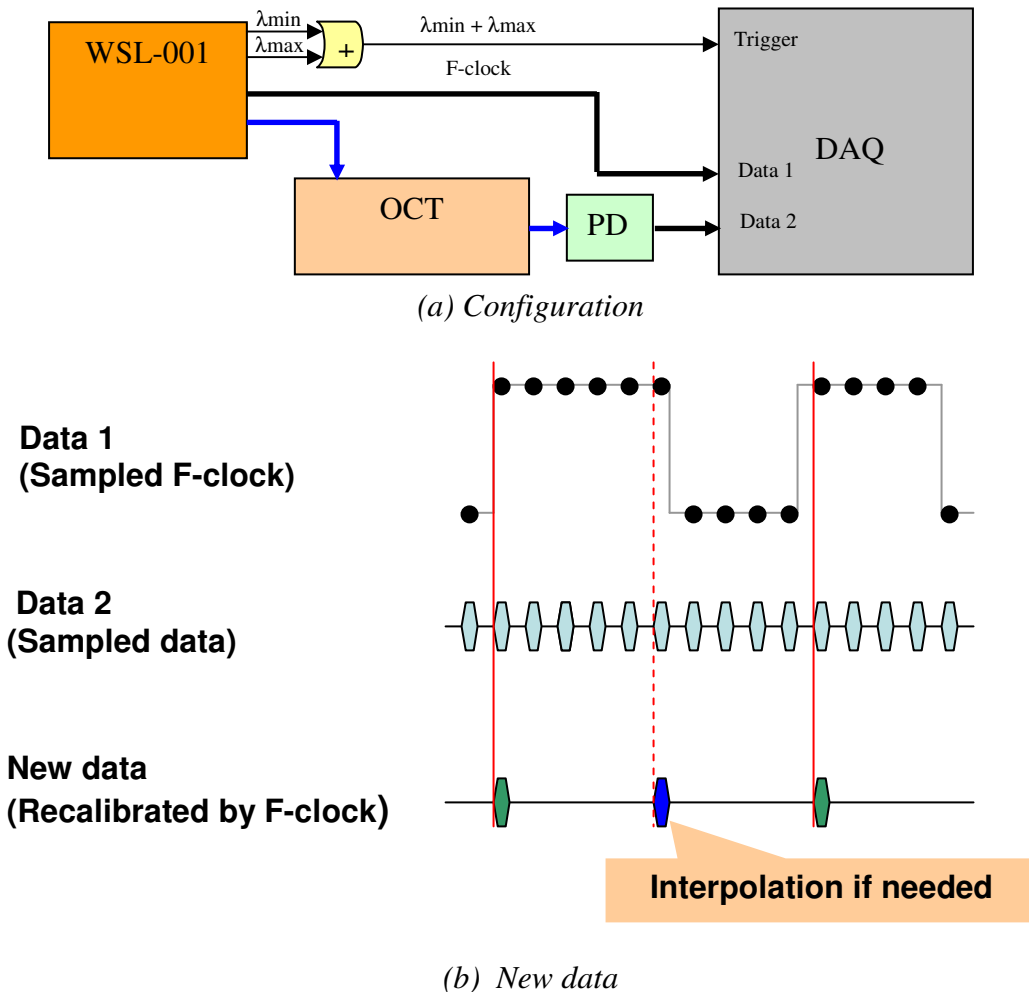 λmin
λmax
WSL-001
+
λmin + λmax
F-clock
Trigger
DAQ
Data 1
Data 2
OCT
PD
(a) Configuration
Data 1
(Sampled F-clock)
Data 2
(Sampled data)
New data
(Recalibrated by F-clock)
Interpolation if needed
(b) New data